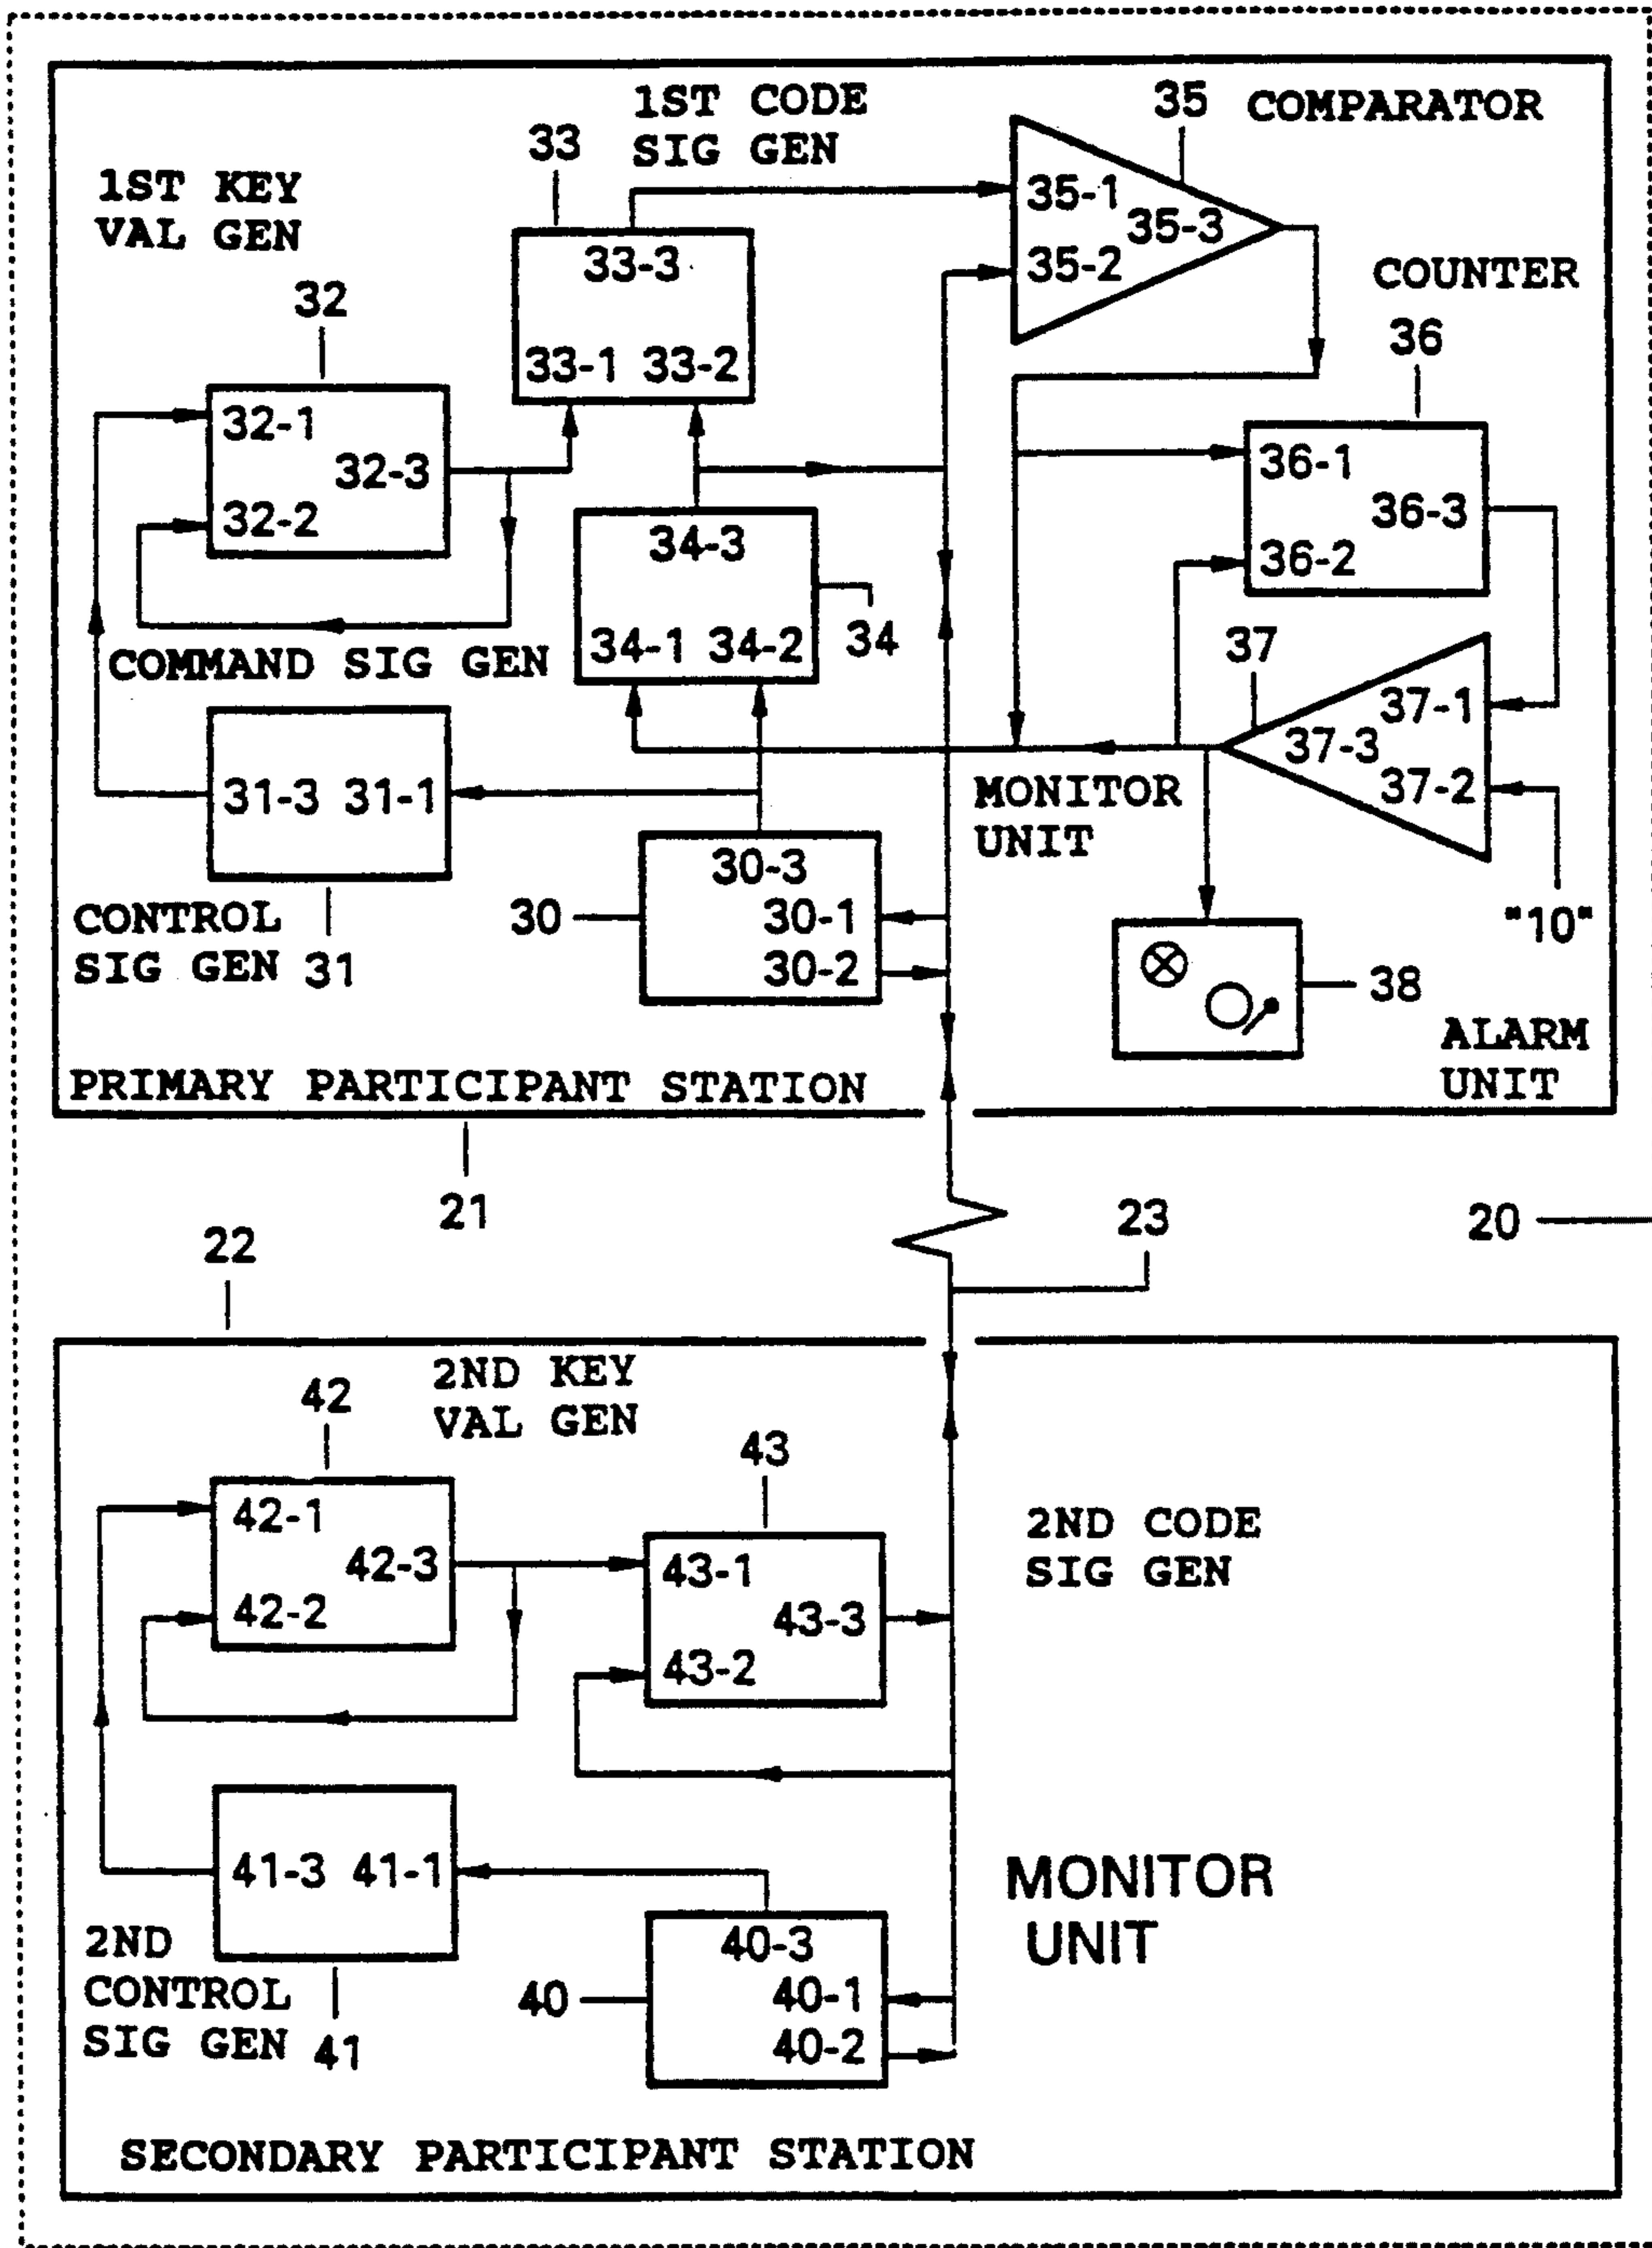 1ST CODE
SIG GEN
33
35 COMPARATOR
1ST KEY
VAL GEN
35-1
35-3
35-2
33-3
33-1 33-2
COUNTER
36
32
32-1
32-3
32-2
36-1
36-3
36-2
34-3
34-1 34-2
34
COMMAND SIG GEN
37
37-1
37-3
37-2
31-3 31-1
MONITOR
UNIT
30-3
30-1
30-2
30
"10"
CONTROL
SIG GEN 31
38
ALARM
UNIT
PRIMARY PARTICIPANT STATION
21
22
23
20
2ND KEY
VAL GEN
42
43
42-1
42-3
42-2
43-1
43-3
43-2
2ND CODE
SIG GEN
41-3 41-1
MONITOR
UNIT
2ND
CONTROL
SIG GEN 41
40
40-3
40-1
40-2
SECONDARY PARTICIPANT STATION